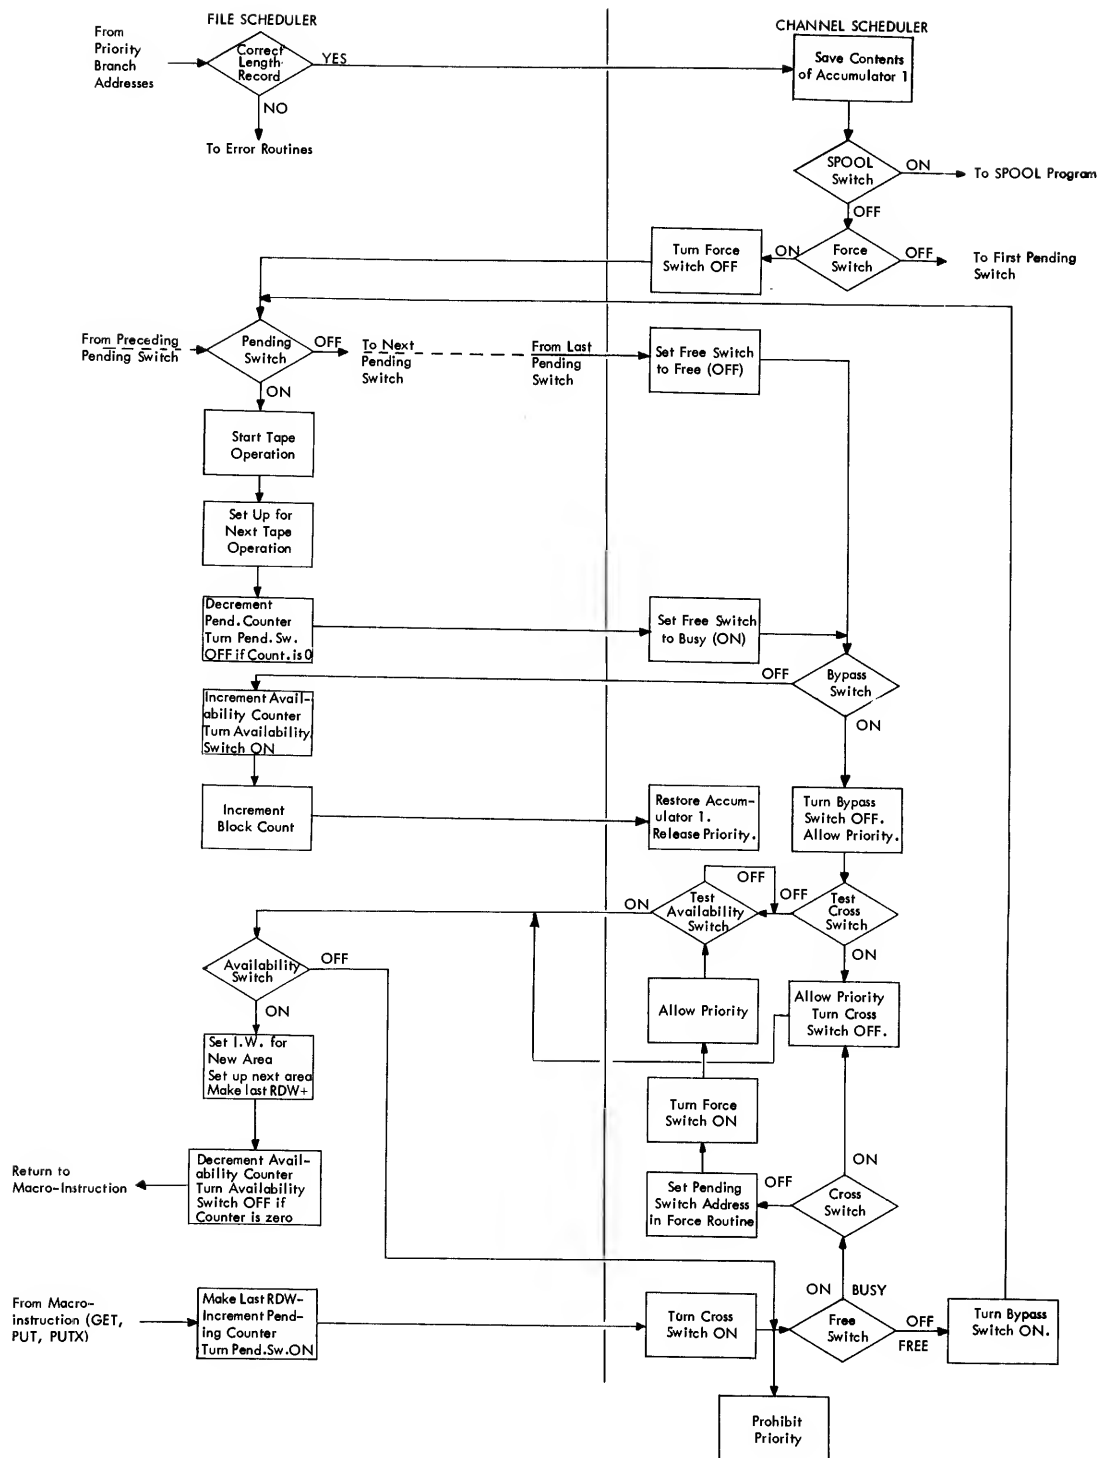 FILE SCHEDULER
CHANNEL SCHEDULER
From
Priority
Branch
Addresses
Correct
Length
Record
YES
NO
To Error Routines
Save Contents
of Accumulator 1
SPOOL
Switch
ON
To SPOOL Program
OFF
Force
Switch
ON
OFF
To First Pending
Switch
Turn Force
Switch OFF
From Preceding
Pending Switch
Pending
Switch
OFF
To Next
Pending
Switch
From Last
Pending
Switch
Set Free Switch
to Free (OFF)
ON
Start Tape
Operation
Set Up for
Next Tape
Operation
Decrement
Pend. Counter
Turn Pend. Sw.
OFF if Count. is 0
Set Free Switch
to Busy (ON)
OFF
Bypass
Switch
ON
Increment Avail-
ability Counter
Turn Availability
Switch ON
Increment
Block Count
Restore Accum-
ulator 1.
Release Priority.
Turn Bypass
Switch OFF.
Allow Priority.
OFF
ON
Test
Availability
Switch
OFF
Test
Cross
Switch
ON
Availability
Switch
OFF
ON
Allow Priority
Allow Priority
Turn Cross
Switch OFF.
Set I.W. for
New Area
Set up next area
Make last RDW+
Turn Force
Switch ON
Return to
Macro-Instruction
Decrement Avail-
ability Counter
Turn Availability
Switch OFF if
Counter is zero
Set Pending
Switch Address
in Force Routine
OFF
Cross
Switch
ON
From Macro-
instruction (GET,
PUT, PUTX)
Make Last RDW-
Increment Pend-
ing Counter
Turn Pend. Sw. ON
Turn Cross
Switch ON
ON
BUSY
Free
Switch
OFF
FREE
Turn Bypass
Switch ON.
Prohibit
Priority